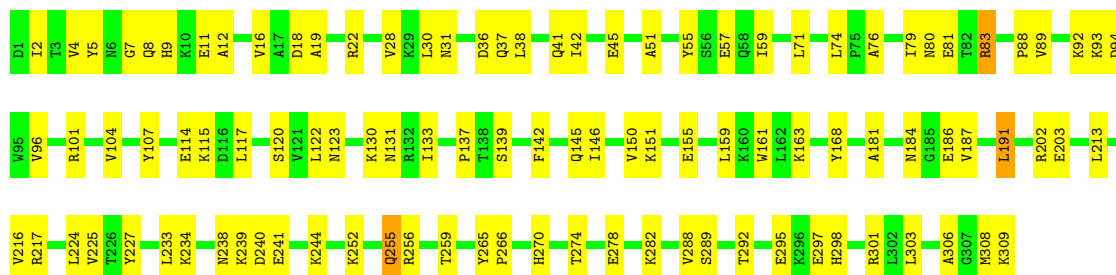 D1 I2 T3 V4 Y5 N6 G7 Q8 H9 K10 E11 A12 V16 A17 D18 A19 R22 V28 K29 L30 N31 D36 Q37 L38 Q41 I42 E45 A51 Y55 S56 E57 Q58 I59 L71 L74 P75 A76 I79 N80 E81 T82 R83 P88 V89 K92 K93
W95 V96 R101 V104 Y107 E114 K115 D116 L117 S120 V121 L122 N123 K130 N131 R132 I133 P137 T138 S139 F142 Q145 I146 V150 K151 E155 L159 K160 W161 L162 K163 Y168 A181 N184 G185 E186 V187 L191 R202 E203 L213
V216 R217 L224 V225 T226 Y227 L233 K234 N238 K239 D240 E241 K244 K252 Q255 R256 T259 Y265 P266 H270 T274 E278 K282 V288 S289 T292 E295 K296 E297 H298 R301 L302 L303 A306 G307 M308 K309